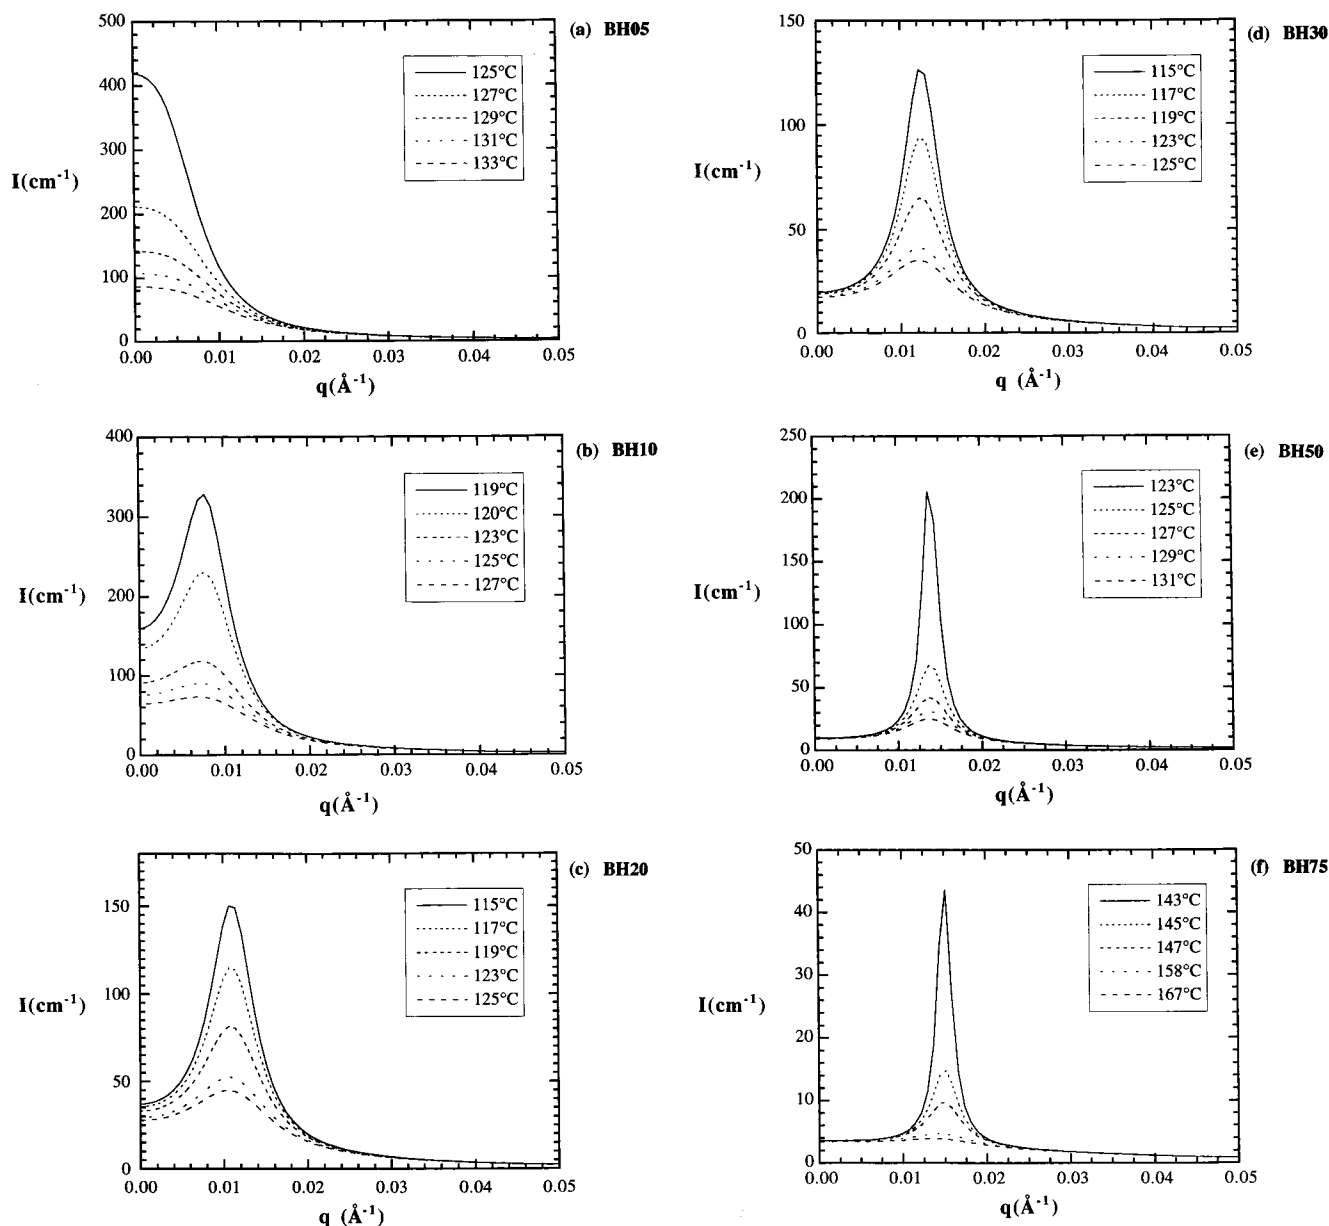 (a) BH05
500
400
300
200
100
0
I(cm⁻¹)
125°C
127°C
129°C
131°C
133°C
0.00 0.01 0.02 0.03 0.04 0.05
q(Å⁻¹)
(b) BH10
400
300
200
100
0
I(cm⁻¹)
119°C
120°C
123°C
125°C
127°C
0.00 0.01 0.02 0.03 0.04 0.05
q(Å⁻¹)
(c) BH20
150
100
50
0
I(cm⁻¹)
115°C
117°C
119°C
123°C
125°C
0.00 0.01 0.02 0.03 0.04 0.05
q (Å⁻¹)
(d) BH30
150
100
50
0
I(cm⁻¹)
115°C
117°C
119°C
123°C
125°C
0.00 0.01 0.02 0.03 0.04 0.05
q (Å⁻¹)
(e) BH50
250
200
150
100
50
0
I(cm⁻¹)
123°C
125°C
127°C
129°C
131°C
0.00 0.01 0.02 0.03 0.04 0.05
q(Å⁻¹)
(f) BH75
50
40
30
20
10
0
I(cm⁻¹)
143°C
145°C
147°C
158°C
167°C
0.00 0.01 0.02 0.03 0.04 0.05
q(Å⁻¹)